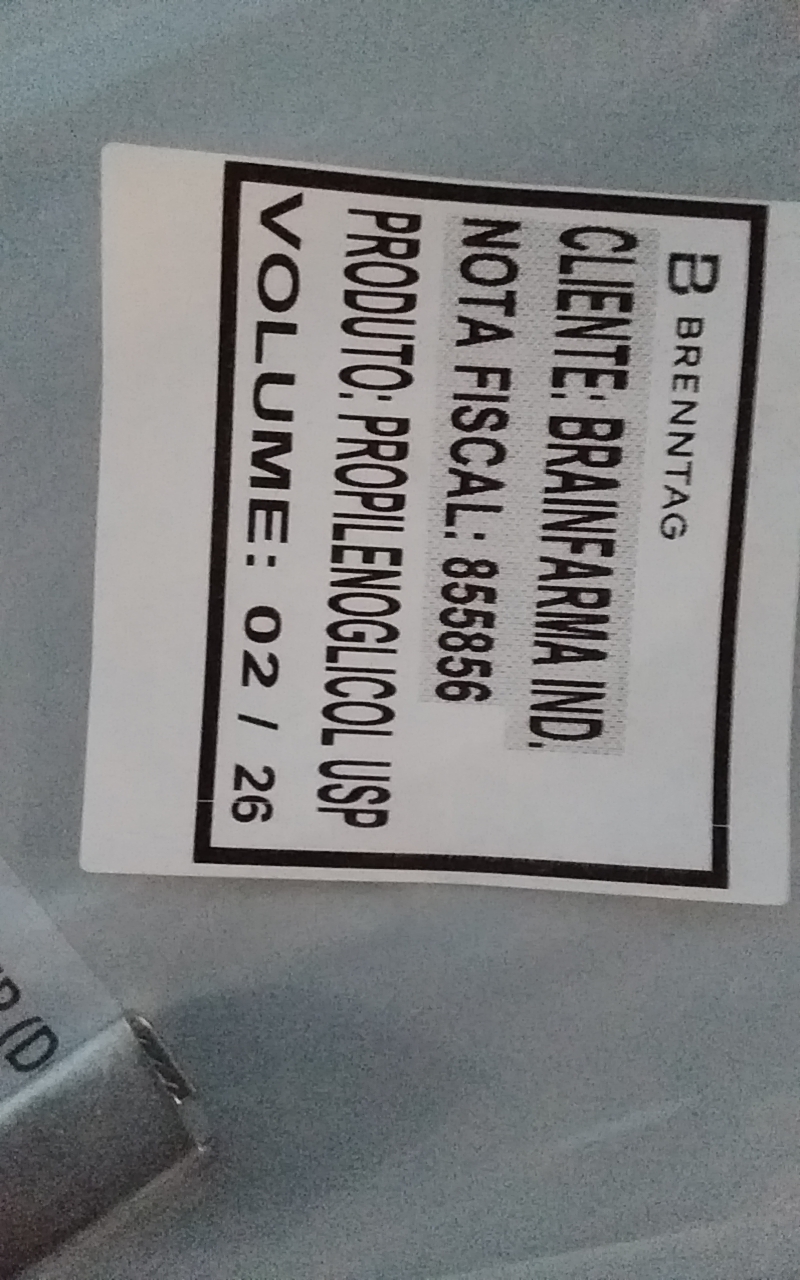 B BRENNTAG
CLIENTE: BRAINFARMA IND.
NOTA FISCAL: 855856
PRODUTO: PROPILENOGLICOL USP
VOLUME: 02 / 26
(D